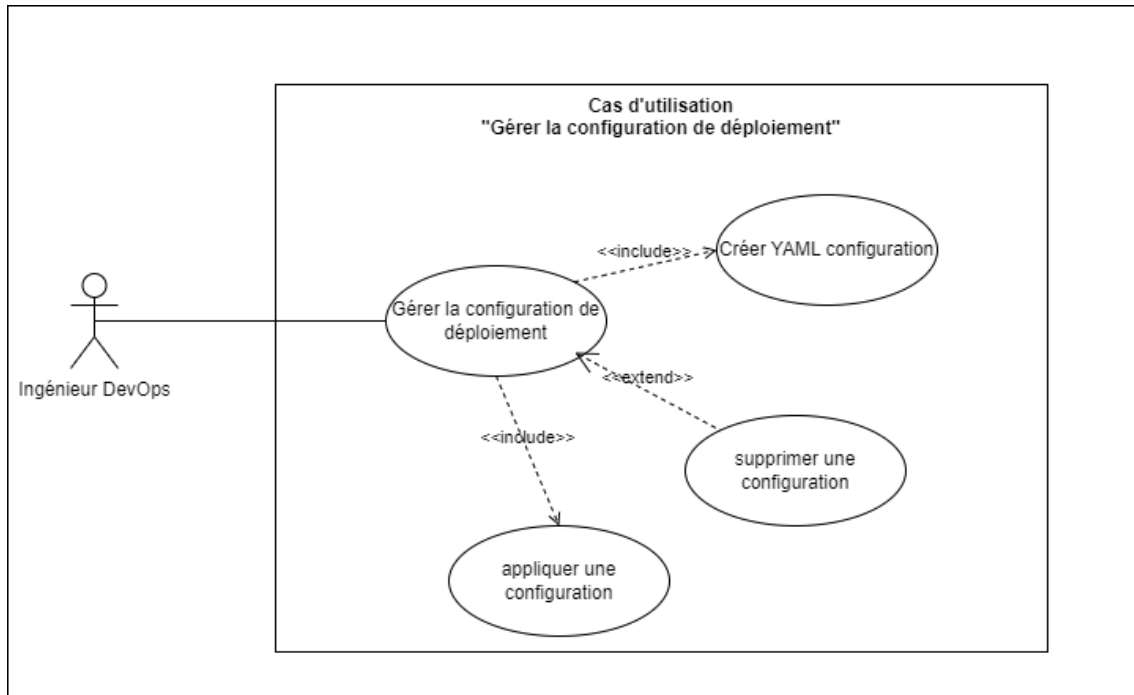 Cas d'utilisation
"Gérer la configuration de déploiement"
Créer YAML configuration
<<include>>
Gérer la configuration de
déploiement
Ingénieur DevOps
<<extend>>
<<include>>
supprimer une
configuration
appliquer une
configuration